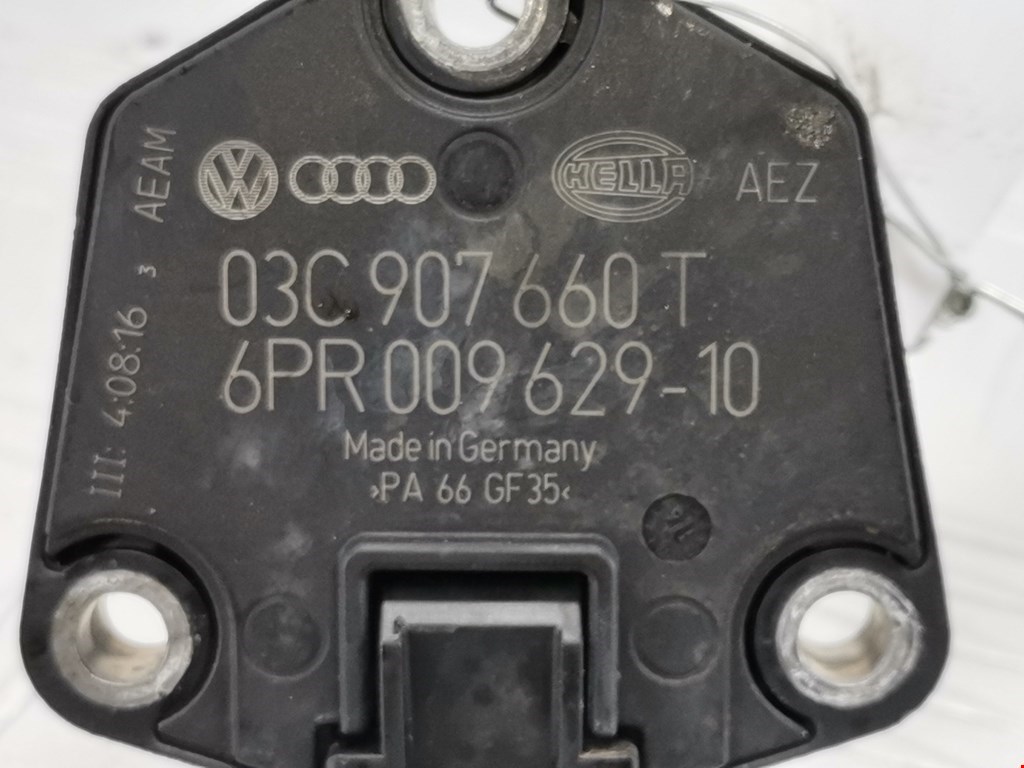 HELLA AEZ
03C 907 660 T
6PR 009 629-10
Made in Germany
>PA 66 GF35<
III: 4:08:16 3 AEAM